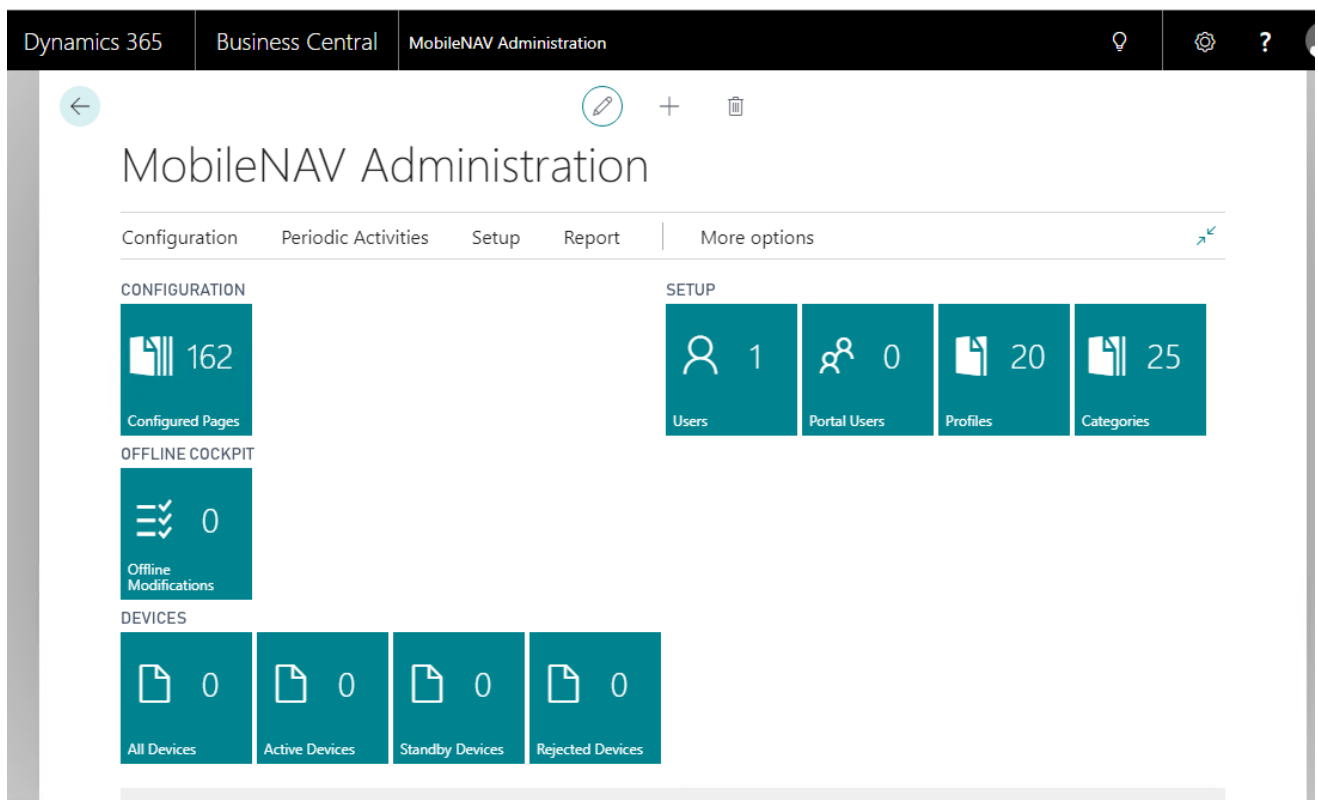 Dynamics 365 Business Central MobileNAV Administration ?
MobileNAV Administration
Configuration Periodic Activities Setup Report More options
CONFIGURATION
162
Configured Pages
SETUP
1
Users
0
Portal Users
20
Profiles
25
Categories
OFFLINE COCKPIT
0
Offline
Modifications
DEVICES
0
All Devices
0
Active Devices
0
Standby Devices
0
Rejected Devices